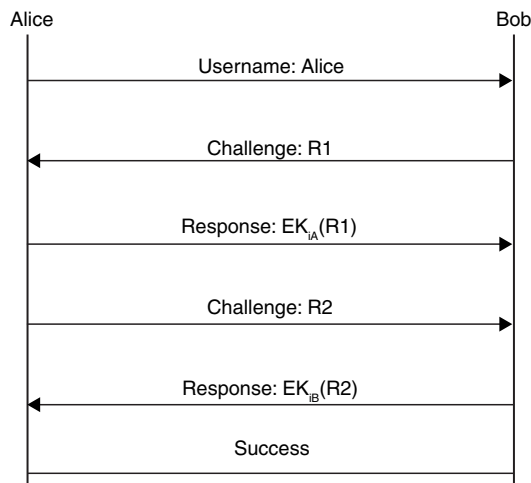 Alice Bob
Username: Alice
Challenge: R1
Response: EKiA(R1)
Challenge: R2
Response: EKiB(R2)
Success